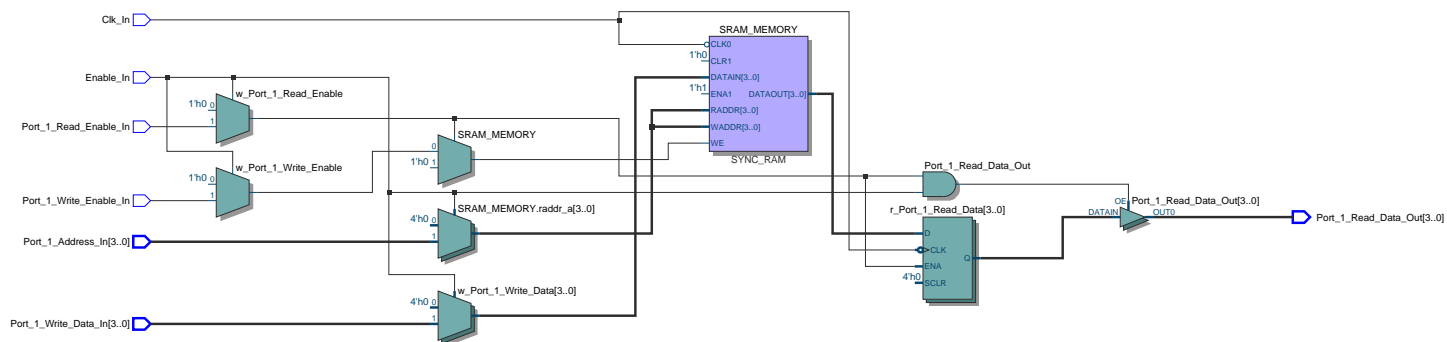 Clk_In
Enable_In
w_Port_1_Read_Enable
1'h0 0
1
Port_1_Read_Enable_In
w_Port_1_Write_Enable
1'h0 0
1
Port_1_Write_Enable_In
SRAM_MEMORY
0
1'h0 1
SRAM_MEMORY.raddr_a[3..0]
4'h0 0
1
Port_1_Address_In[3..0]
w_Port_1_Write_Data[3..0]
4'h0 0
1
Port_1_Write_Data_In[3..0]
SRAM_MEMORY
CLK0
1'h0 CLR1
DATAIN[3..0]
1'h1 ENA1 DATAOUT[3..0]
RADDR[3..0]
WADDR[3..0]
WE
SYNC_RAM
Port_1_Read_Data_Out
r_Port_1_Read_Data[3..0]
D
CLK
Q
ENA
4'h0 SCLR
Port_1_Read_Data_Out[3..0]
OE
DATAIN OUT0
Port_1_Read_Data_Out[3..0]